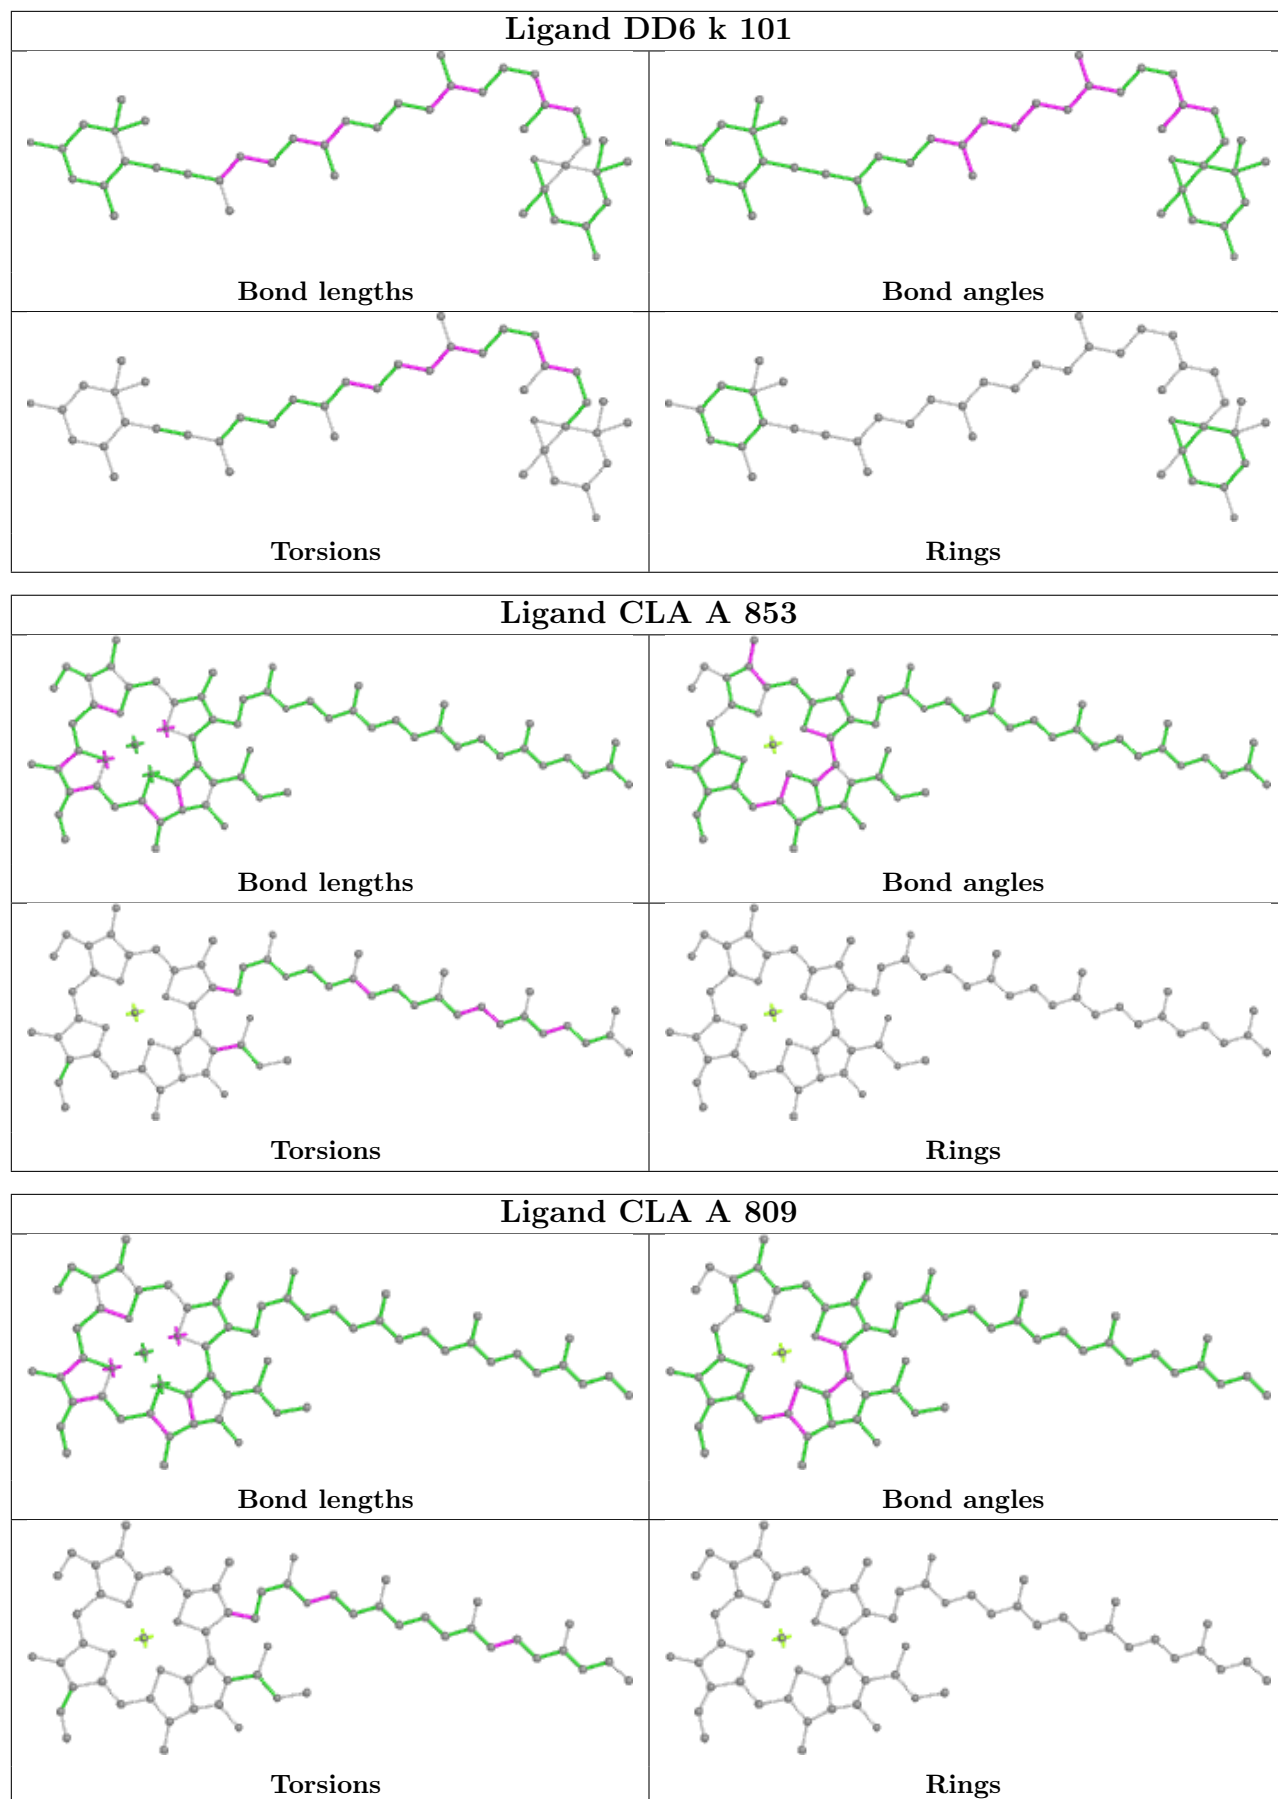 Ligand DD6 k 101
Bond lengths
Bond angles
Torsions
Rings
Ligand CLA A 853
Bond lengths
Bond angles
Torsions
Rings
Ligand CLA A 809
Bond lengths
Bond angles
Torsions
Rings